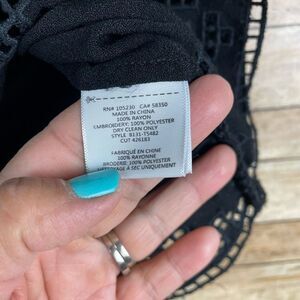 RN# 105230 CA# 58350
MADE IN CHINA
100% RAYON
EMBROIDERY: 100% POLYESTER
DRY CLEAN ONLY
STYLE B131-T5482
CUT 426183
FABRIQUÉ EN CHINE
100% RAYONNE
BRODERIE: 100% POLYESTER
NETTOYAGE À SEC UNIQUEMENT